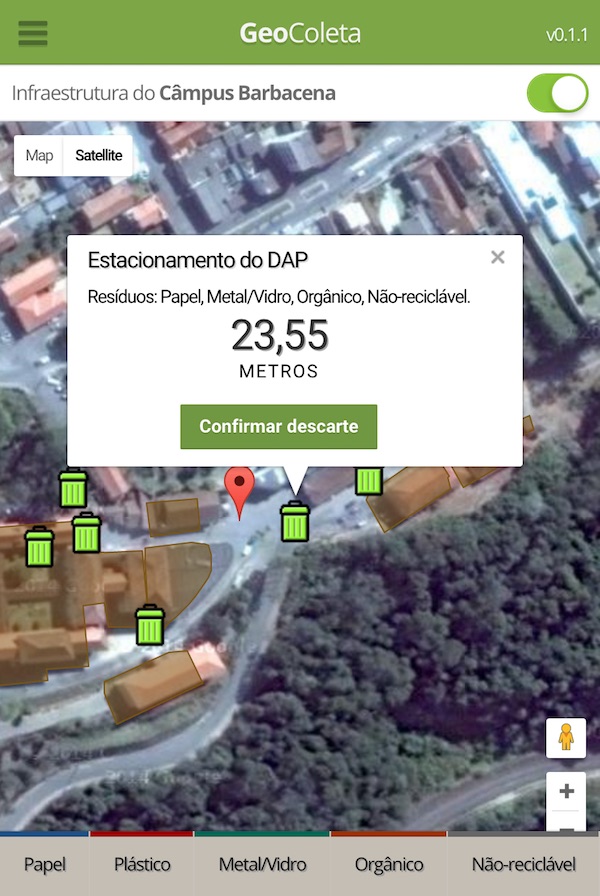 GeoColeta
v0.1.1
Infraestrutura do Câmpus Barbacena
Map
Satellite
Estacionamento do DAP
×
Resíduos: Papel, Metal/Vidro, Orgânico, Não-reciclável.
23,55
METROS
Confirmar descarte
+
Papel
Plástico
Metal/Vidro
Orgânico
Não-reciclável